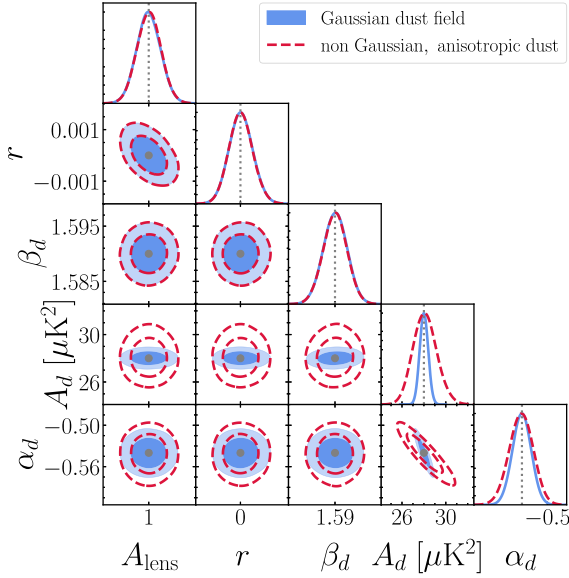 Gaussian dust field
non Gaussian, anisotropic dust
r
0.001
−0.001
β_d
1.595
1.585
A_d [μK²]
30
26
α_d
−0.50
−0.56
1
0
1.59
26 30
−0.5
A_lens
r
β_d
A_d [μK²]
α_d